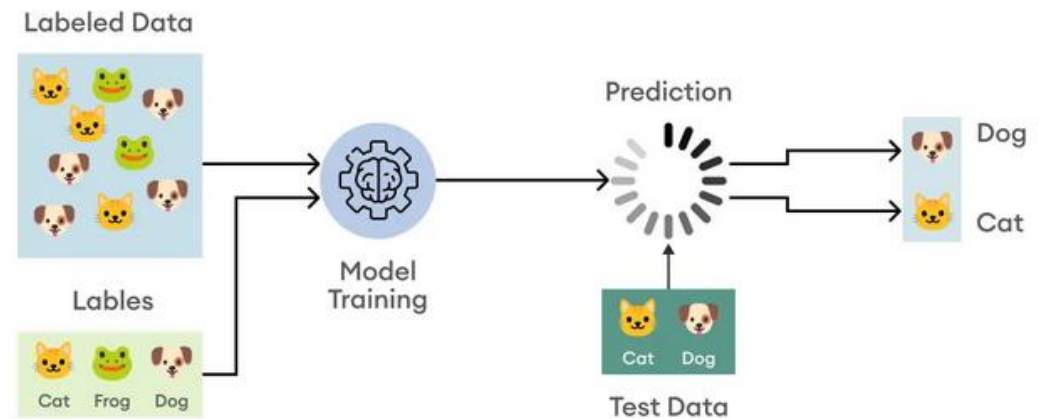 Labeled Data
Prediction
Dog
Cat
Model
Training
Lables
Cat Frog Dog
Cat Dog
Test Data